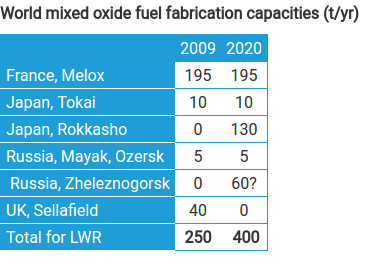 World mixed oxide fuel fabrication capacities (t/yr)
2009 2020
France, Melox 195 195
Japan, Tokai 10 10
Japan, Rokkasho 0 130
Russia, Mayak, Ozersk 5 5
Russia, Zheleznogorsk 0 60?
UK, Sellafield 40 0
Total for LWR 250 400